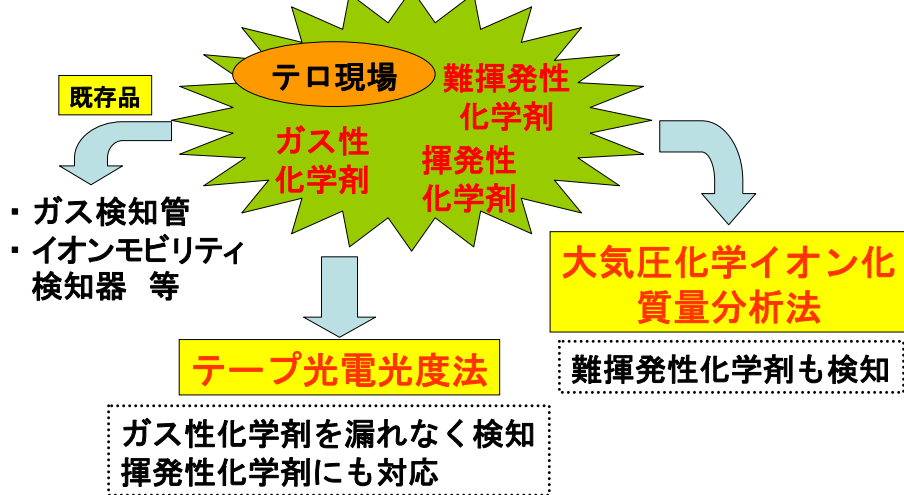 テロ現場
難揮発性
化学剤
既存品
ガス性
化学剤
揮発性
化学剤
・ガス検知管
・イオンモビリティ
検知器 等
大気圧化学イオン化
質量分析法
難揮発性化学剤も検知
テープ光電光度法
ガス性化学剤を漏れなく検知
揮発性化学剤にも対応